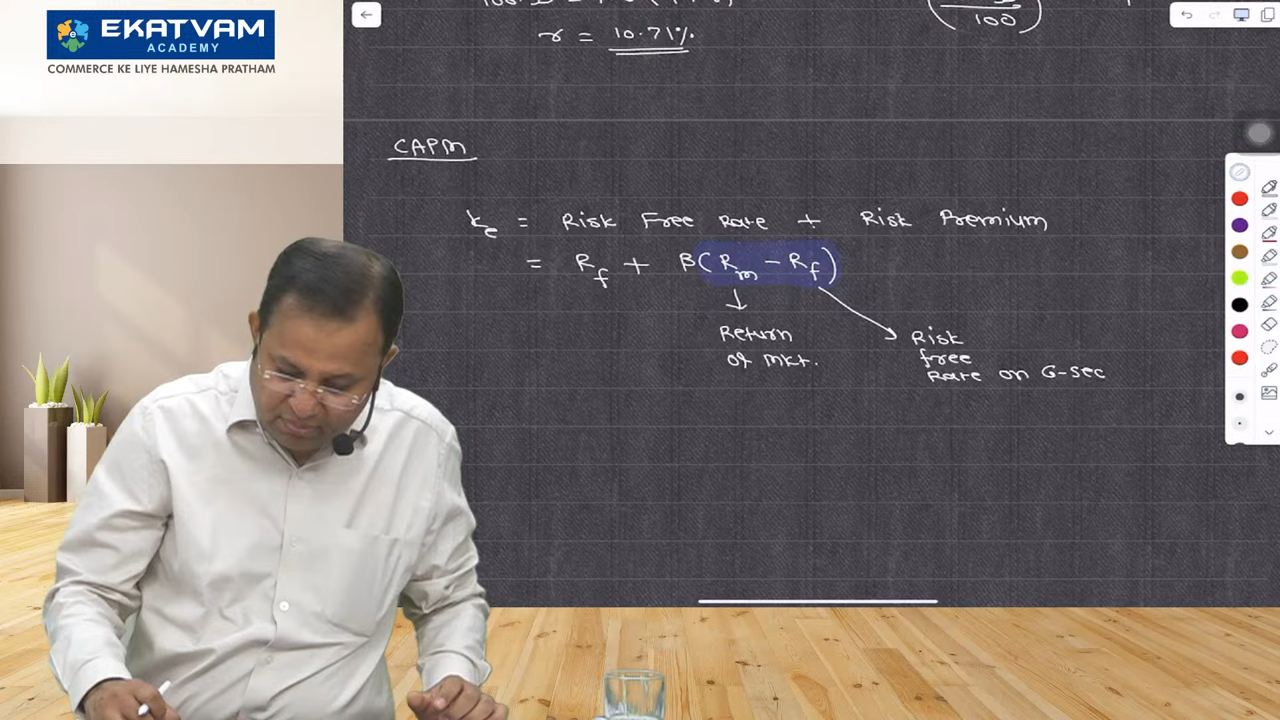 EKATVAM
ACADEMY
COMMERCE KE LIYE HAMESHA PRATHAM
r = 10.71%
100
CAPM
Ke = Risk Free Rate + Risk Premium
= Rf + β(Rm - Rf)
Return
of Mkt.
Risk
free
Rate on G-sec